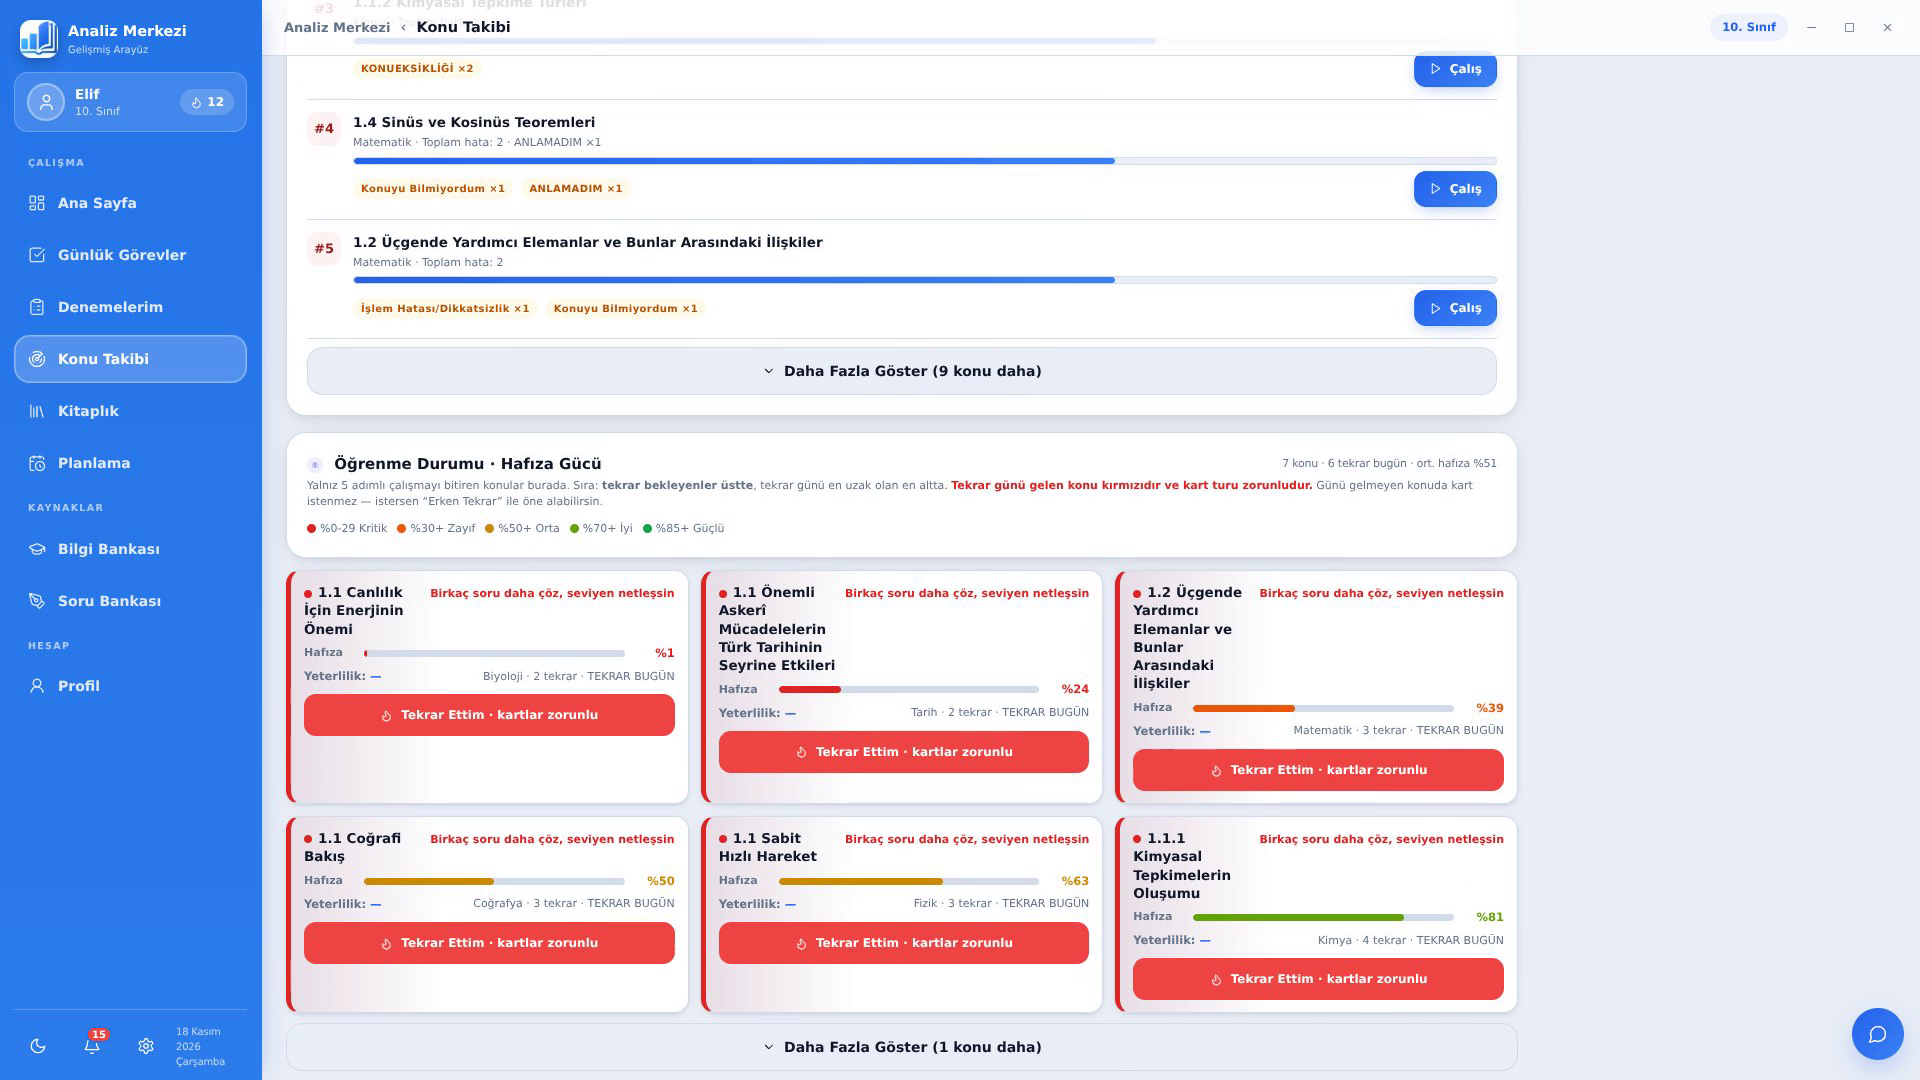 Analiz Merkezi
Gelişmiş Arayüz
Elif
10. Sınıf
12
ÇALIŞMA
Ana Sayfa
Günlük Görevler
Denemelerim
Konu Takibi
Kitaplık
Planlama
KAYNAKLAR
Bilgi Bankası
Soru Bankası
HESAP
Profil
15
18 Kasım
2026
Çarşamba
Analiz Merkezi ‹ Konu Takibi
10. Sınıf
#3
1.1.2 Kimyasal Tepkime Türleri
KONUEKSİKLİĞİ ×2
Çalış
#4
1.4 Sinüs ve Kosinüs Teoremleri
Matematik · Toplam hata: 2 · ANLAMADIM ×1
Konuyu Bilmiyordum ×1 ANLAMADIM ×1
Çalış
#5
1.2 Üçgende Yardımcı Elemanlar ve Bunlar Arasındaki İlişkiler
Matematik · Toplam hata: 2
İşlem Hatası/Dikkatsizlik ×1 Konuyu Bilmiyordum ×1
Çalış
Daha Fazla Göster (9 konu daha)
Öğrenme Durumu · Hafıza Gücü
7 konu · 6 tekrar bugün · ort. hafıza %51
Yalnız 5 adımlı çalışmayı bitiren konular burada. Sıra: tekrar bekleyenler üstte, tekrar günü en uzak olan en altta. Tekrar günü gelen konu kırmızıdır ve kart turu zorunludur. Günü gelmeyen konuda kart
istenmez — istersen “Erken Tekrar” ile öne alabilirsin.
%0-29 Kritik %30+ Zayıf %50+ Orta %70+ İyi %85+ Güçlü
1.1 Canlılık
İçin Enerjinin
Önemi
Birkaç soru daha çöz, seviyen netleşsin
Hafıza %1
Yeterlilik: — Biyoloji · 2 tekrar · TEKRAR BUGÜN
Tekrar Ettim · kartlar zorunlu
1.1 Önemli
Askerî
Mücadelelerin
Türk Tarihinin
Seyrine Etkileri
Birkaç soru daha çöz, seviyen netleşsin
Hafıza %24
Yeterlilik: — Tarih · 2 tekrar · TEKRAR BUGÜN
Tekrar Ettim · kartlar zorunlu
1.2 Üçgende
Yardımcı
Elemanlar ve
Bunlar
Arasındaki
İlişkiler
Birkaç soru daha çöz, seviyen netleşsin
Hafıza %39
Yeterlilik: — Matematik · 3 tekrar · TEKRAR BUGÜN
Tekrar Ettim · kartlar zorunlu
1.1 Coğrafi
Bakış
Birkaç soru daha çöz, seviyen netleşsin
Hafıza %50
Yeterlilik: — Coğrafya · 3 tekrar · TEKRAR BUGÜN
Tekrar Ettim · kartlar zorunlu
1.1 Sabit
Hızlı Hareket
Birkaç soru daha çöz, seviyen netleşsin
Hafıza %63
Yeterlilik: — Fizik · 3 tekrar · TEKRAR BUGÜN
Tekrar Ettim · kartlar zorunlu
1.1.1
Kimyasal
Tepkimelerin
Oluşumu
Birkaç soru daha çöz, seviyen netleşsin
Hafıza %81
Yeterlilik: — Kimya · 4 tekrar · TEKRAR BUGÜN
Tekrar Ettim · kartlar zorunlu
Daha Fazla Göster (1 konu daha)